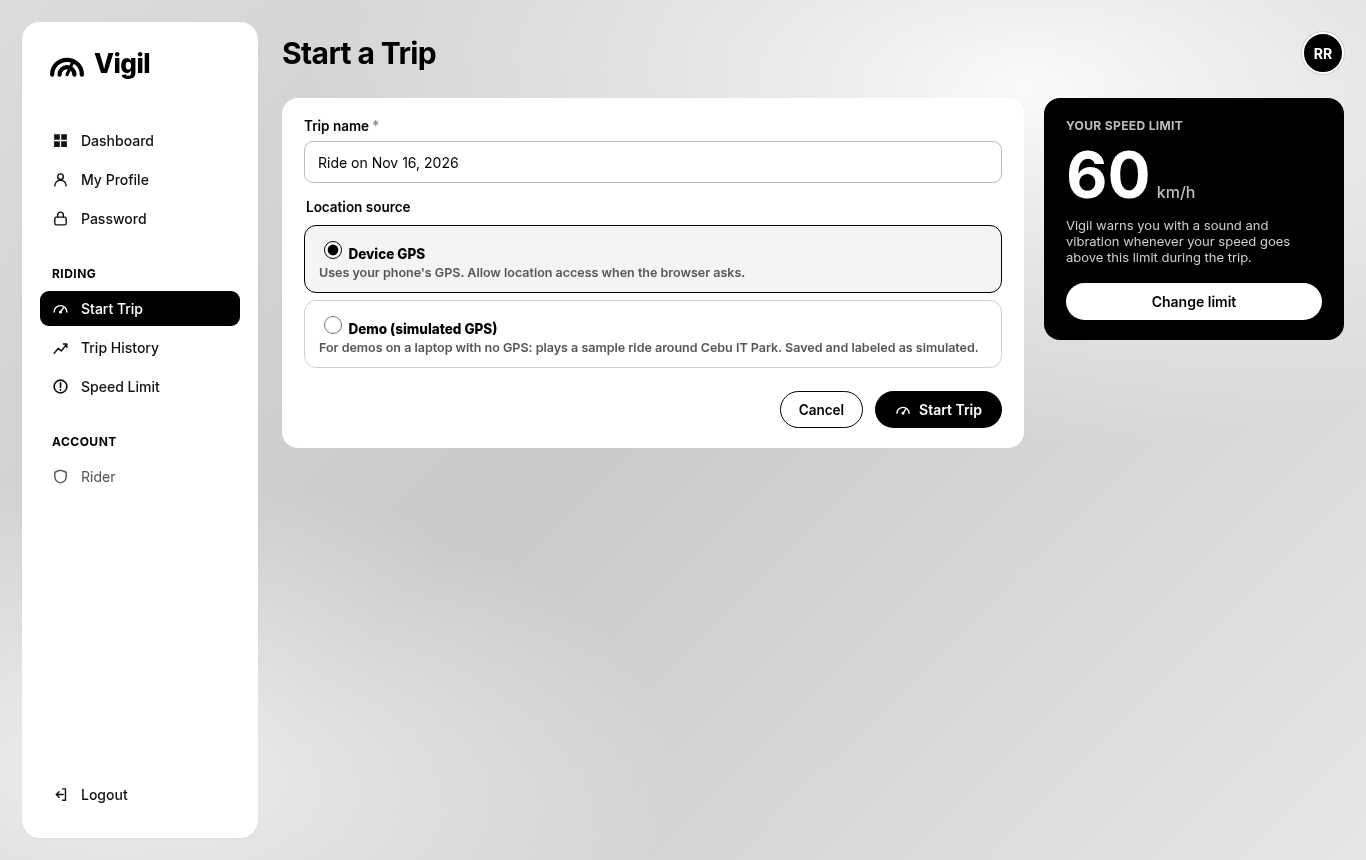 Vigil
Dashboard
My Profile
Password
RIDING
Start Trip
Trip History
Speed Limit
ACCOUNT
Rider
Logout
Start a Trip
RR
Trip name *
Ride on Nov 16, 2026
Location source
Device GPS
Uses your phone's GPS. Allow location access when the browser asks.
Demo (simulated GPS)
For demos on a laptop with no GPS: plays a sample ride around Cebu IT Park. Saved and labeled as simulated.
Cancel
Start Trip
YOUR SPEED LIMIT
60 km/h
Vigil warns you with a sound and
vibration whenever your speed goes
above this limit during the trip.
Change limit